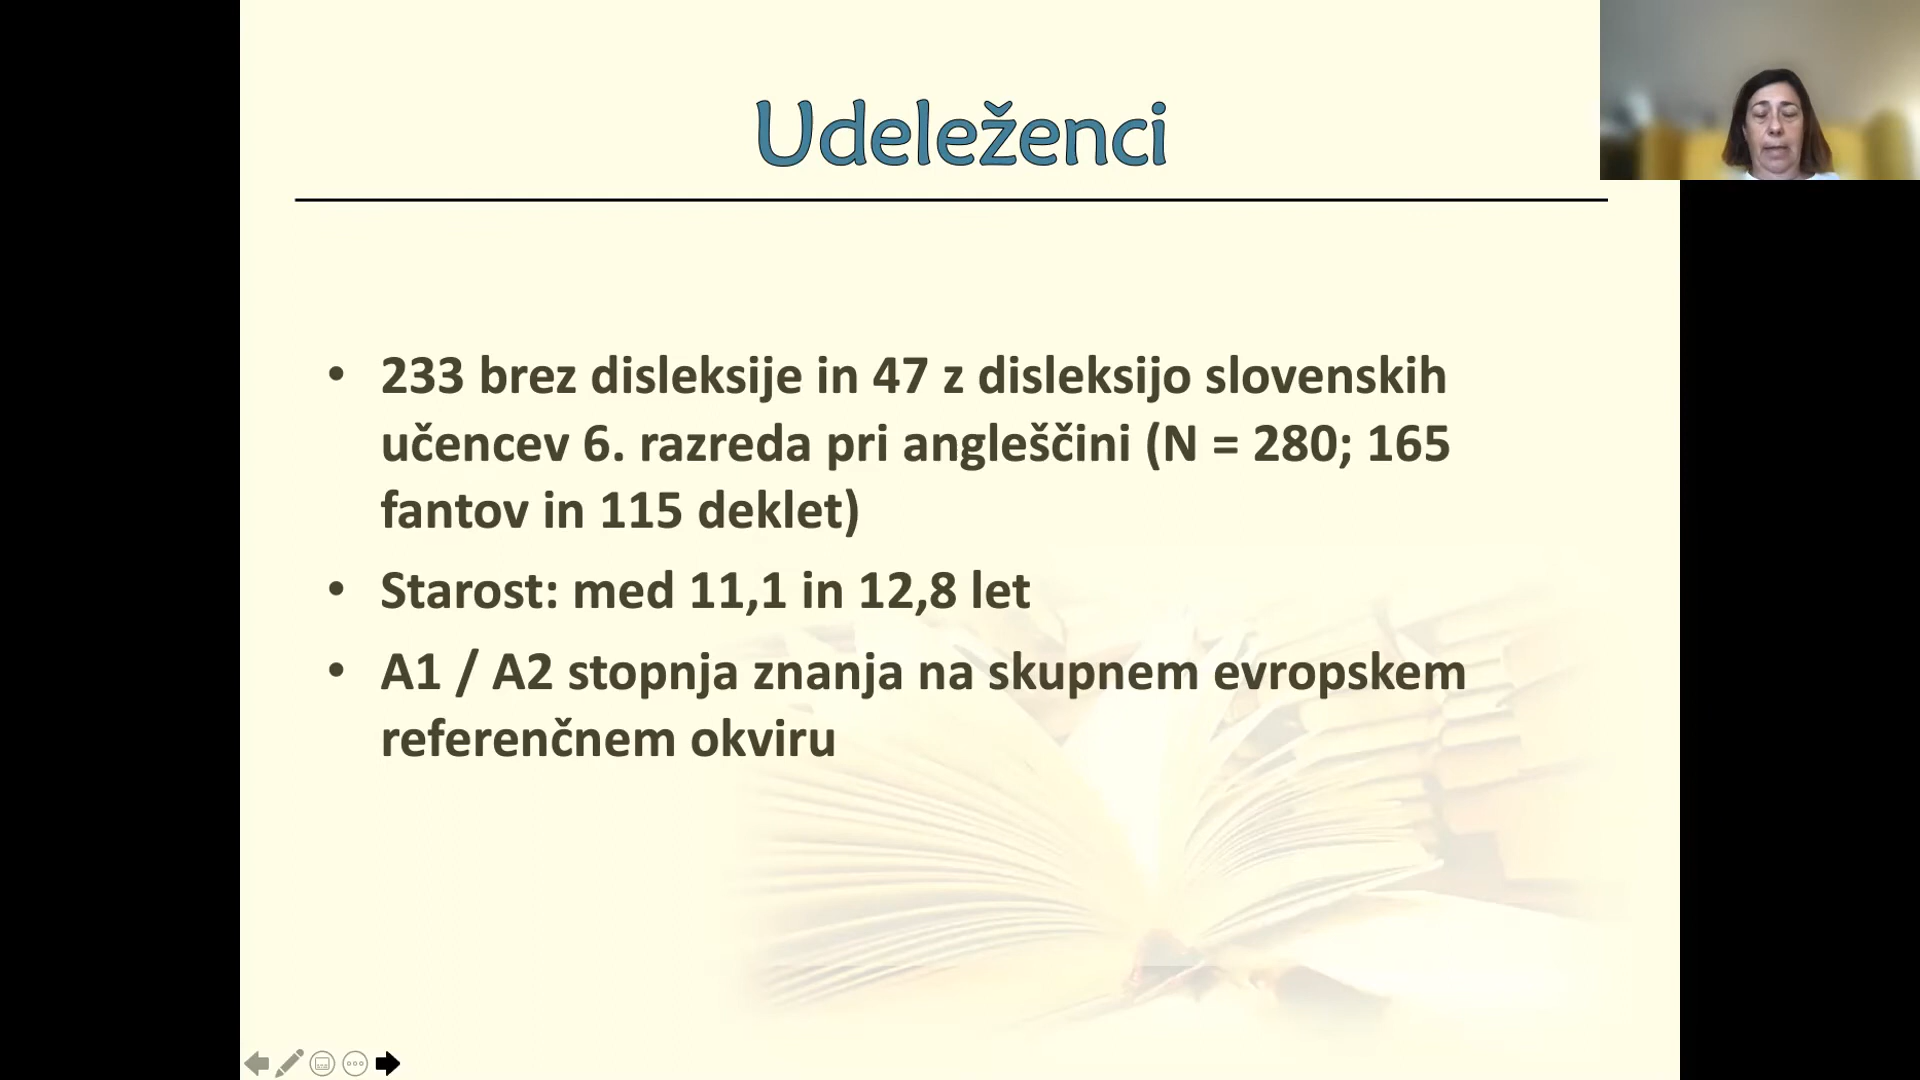 Udeleženci
• 233 brez disleksije in 47 z disleksijo slovenskih
učencev 6. razreda pri angleščini (N = 280; 165
fantov in 115 deklet)
• Starost: med 11,1 in 12,8 let
• A1 / A2 stopnja znanja na skupnem evropskem
referenčnem okviru